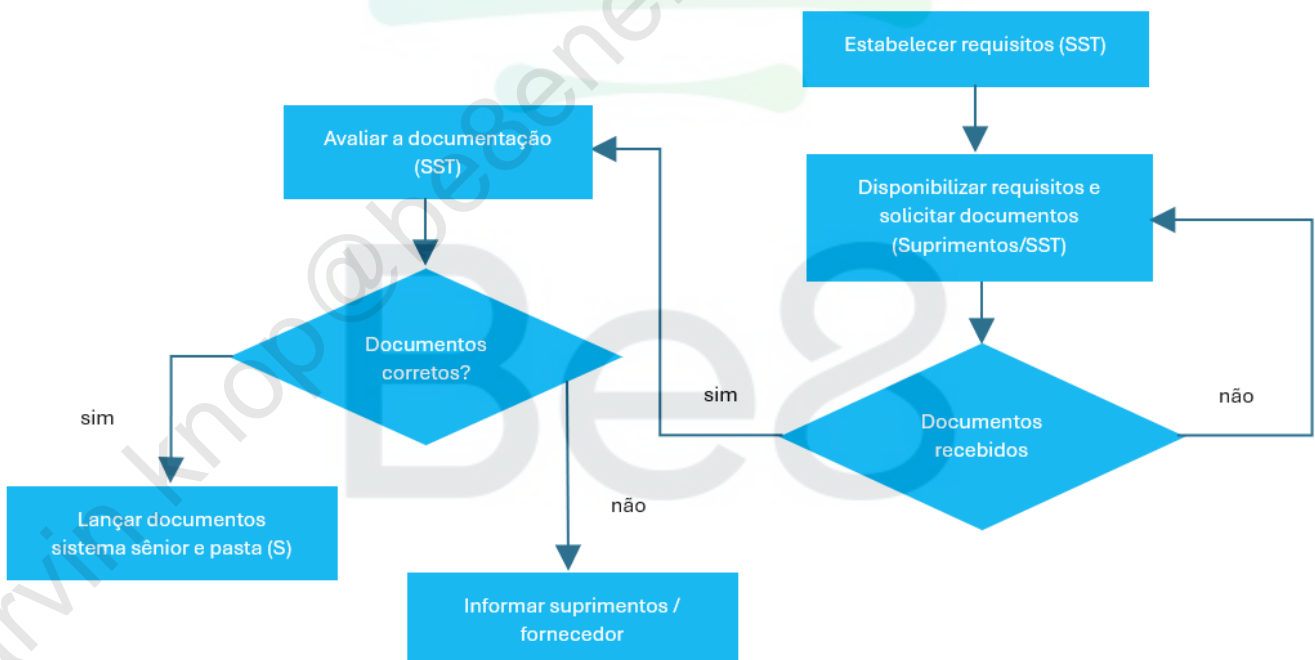 Estabelecer requisitos (SST)
Disponibilizar requisitos e
solicitar documentos
(Suprimentos/SST)
Documentos
recebidos
não
sim
Avaliar a documentação
(SST)
Documentos
corretos?
sim
não
Lançar documentos
sistema sênior e pasta (S)
Informar suprimentos /
fornecedor
Be8